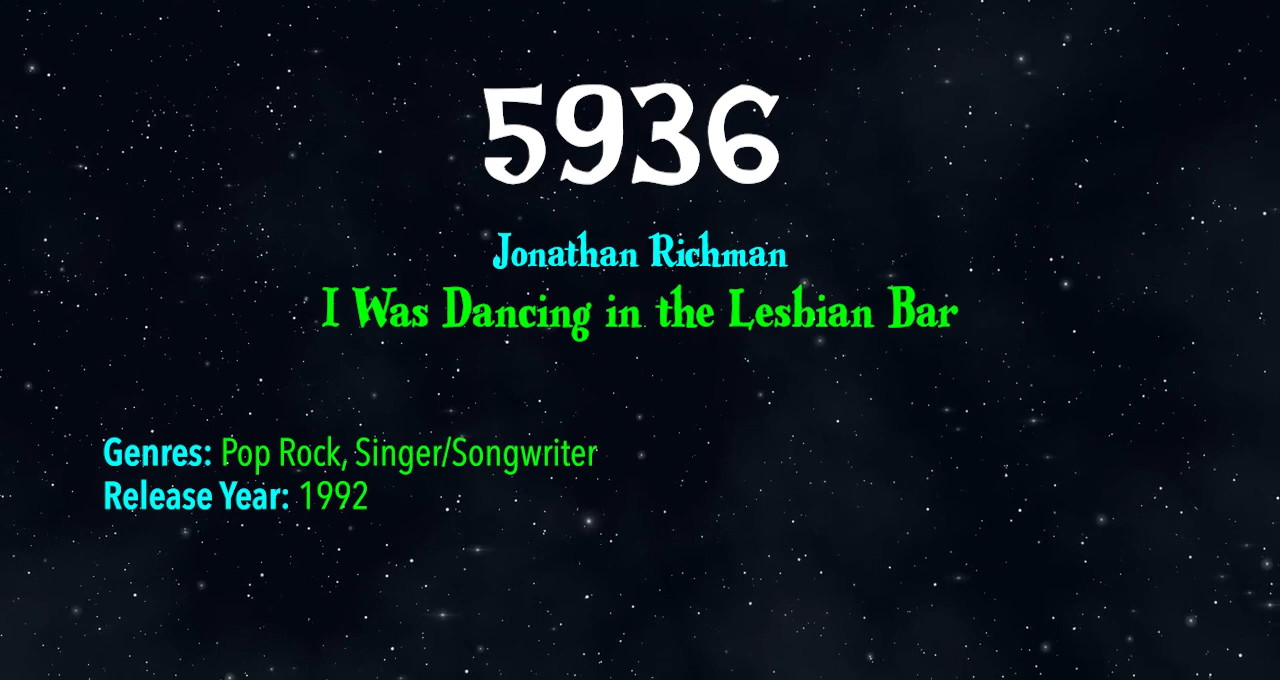 5936
Jonathan Richman
I Was Dancing in the Lesbian Bar
Genres: Pop Rock, Singer/Songwriter
Release Year: 1992